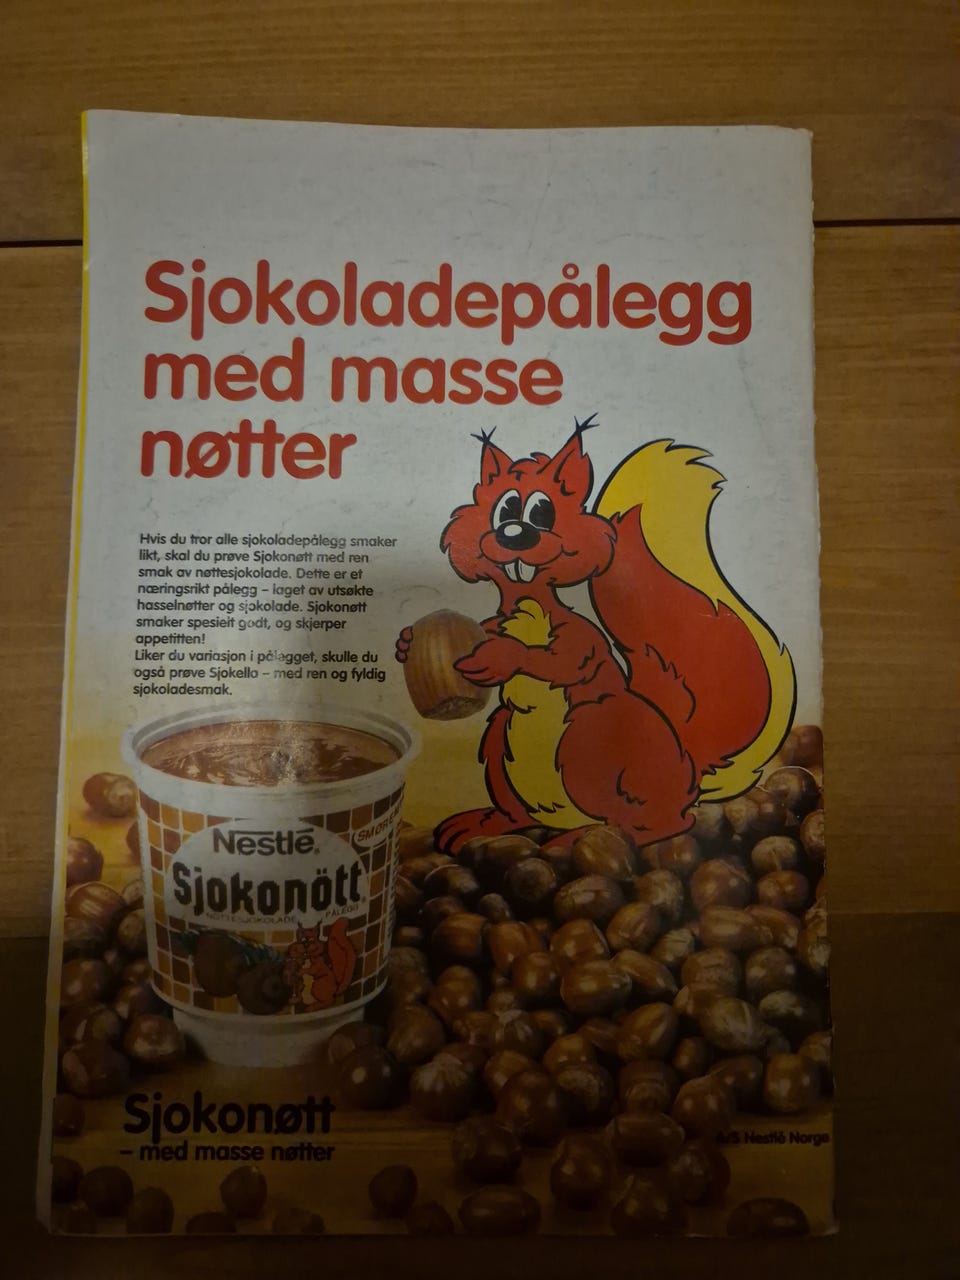 Sjokoladepålegg
med masse
nøtter
Hvis du tror alle sjokoladepålegg smaker
likt, skal du prøve Sjokonøtt med ren
smak av nøttesjokolade. Dette er et
næringsrikt pålegg – laget av utsøkte
hasselnøtter og sjokolade. Sjokonøtt
smaker spesielt godt, og skjerper
appetitten!
Liker du variasjon i pålegget, skulle du
også prøve Sjokello – med ren og fyldig
sjokoladesmak.
Nestlé®
Sjokonött®
NØTTESJOKOLADE PÅLEGG
Sjokonøtt
– med masse nøtter
A/S Nestlé Norge